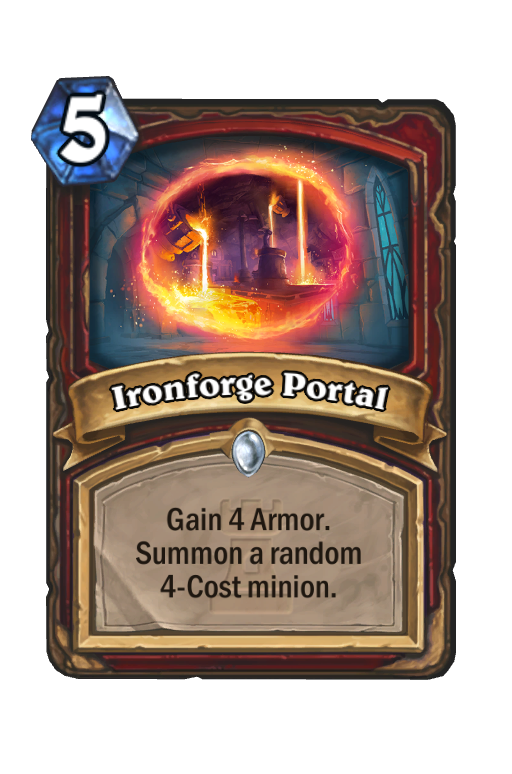 5
Ironforge Portal
Gain 4 Armor.
Summon a random
4-Cost minion.